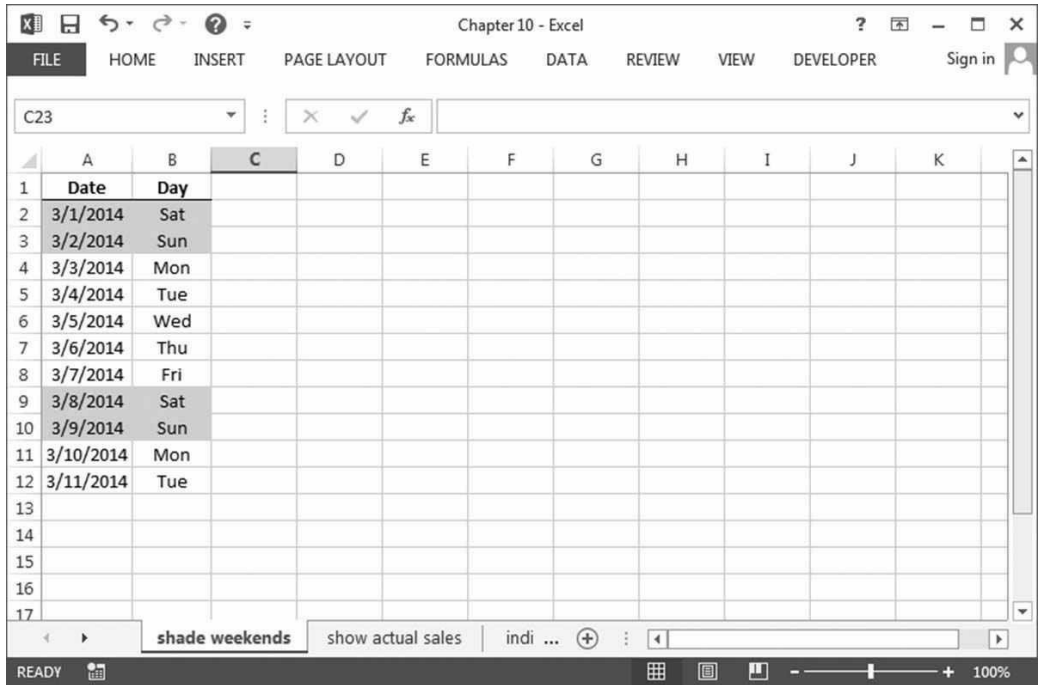 Chapter 10 - Excel ?
FILE HOME INSERT PAGE LAYOUT FORMULAS DATA REVIEW VIEW DEVELOPER Sign in
C23 fx
A B C D E F G H I J K
1 Date Day
2 3/1/2014 Sat
3 3/2/2014 Sun
4 3/3/2014 Mon
5 3/4/2014 Tue
6 3/5/2014 Wed
7 3/6/2014 Thu
8 3/7/2014 Fri
9 3/8/2014 Sat
10 3/9/2014 Sun
11 3/10/2014 Mon
12 3/11/2014 Tue
13
14
15
16
17
shade weekends show actual sales indi ...
READY 100%